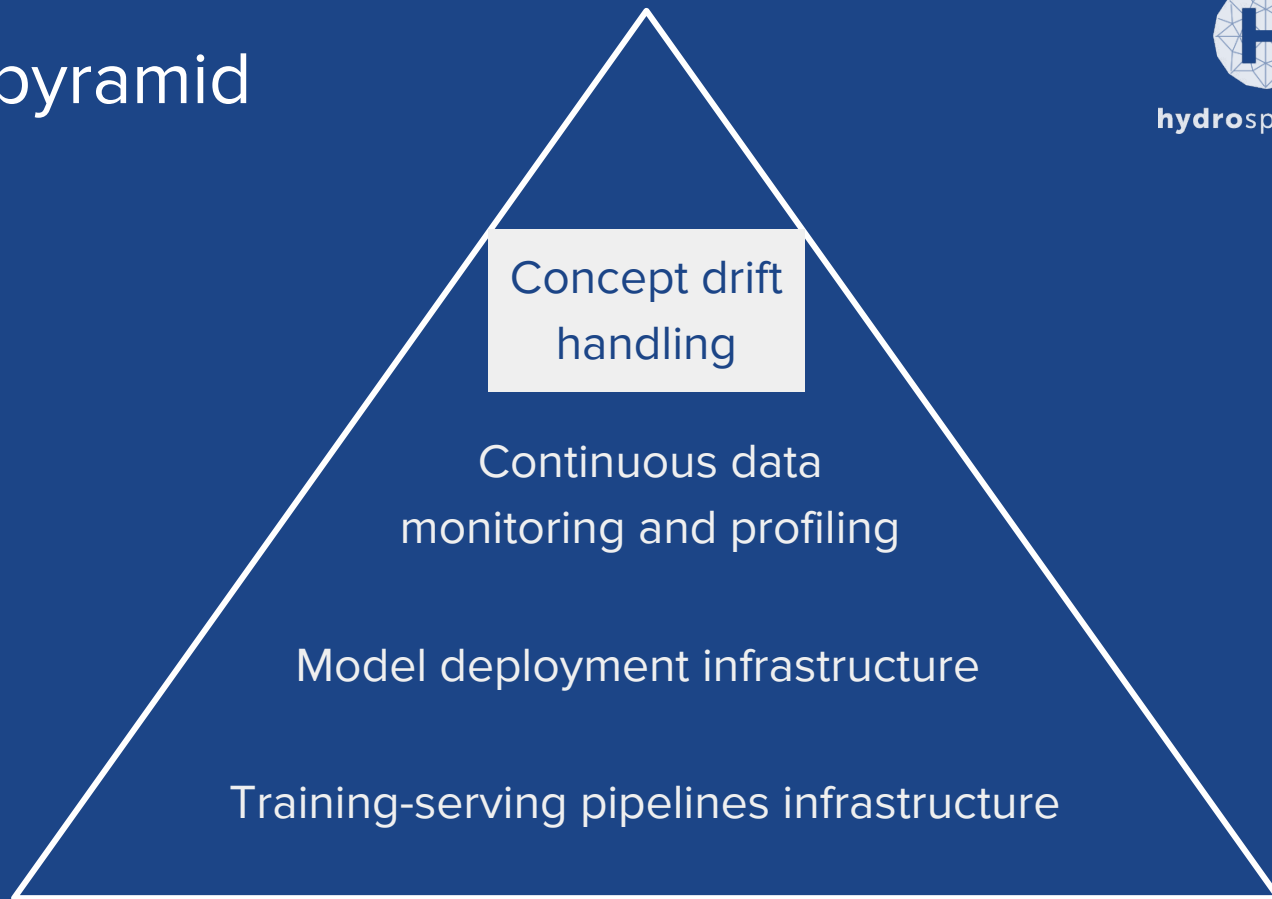 pyramid
hydrosp
Concept drift
handling
Continuous data
monitoring and profiling
Model deployment infrastructure
Training-serving pipelines infrastructure